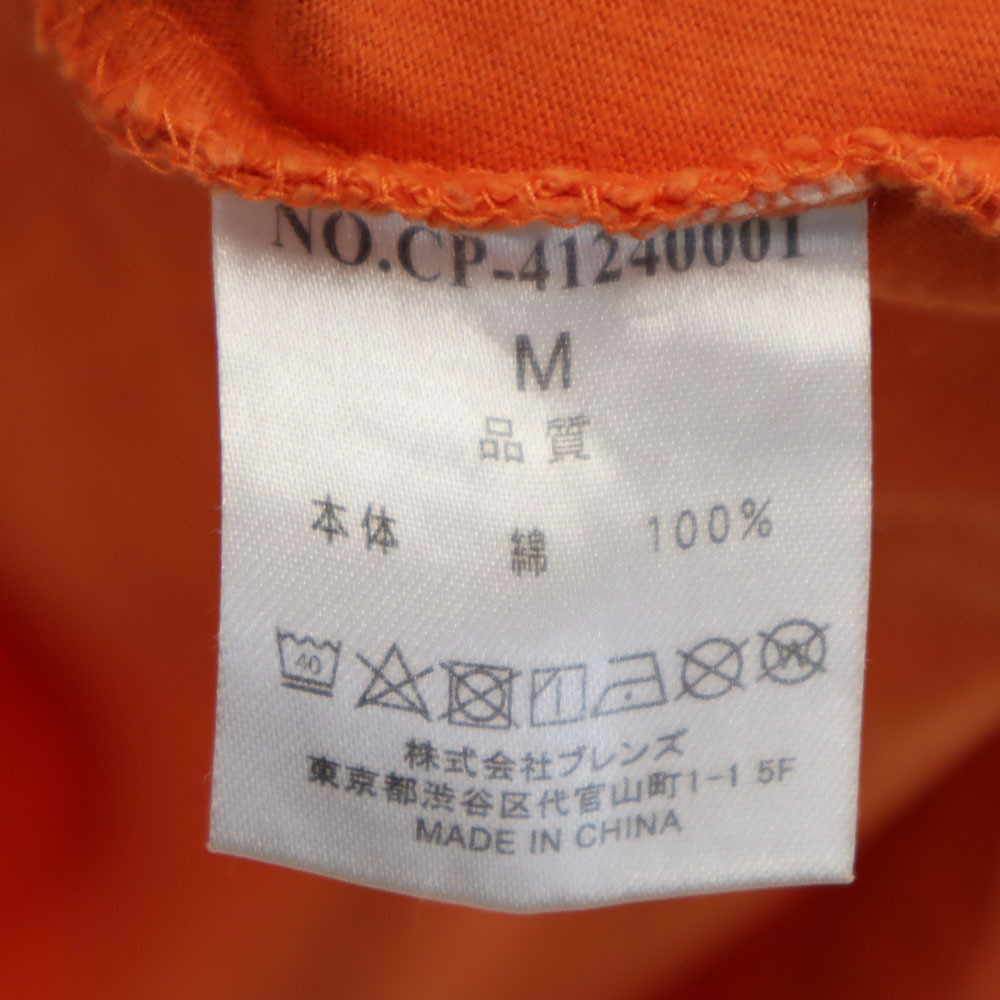 NO.CP-41240001
M
品質
本体 綿 100%
40 W
株式会社ブレンズ
東京都渋谷区代官山町1-1 5F
MADE IN CHINA